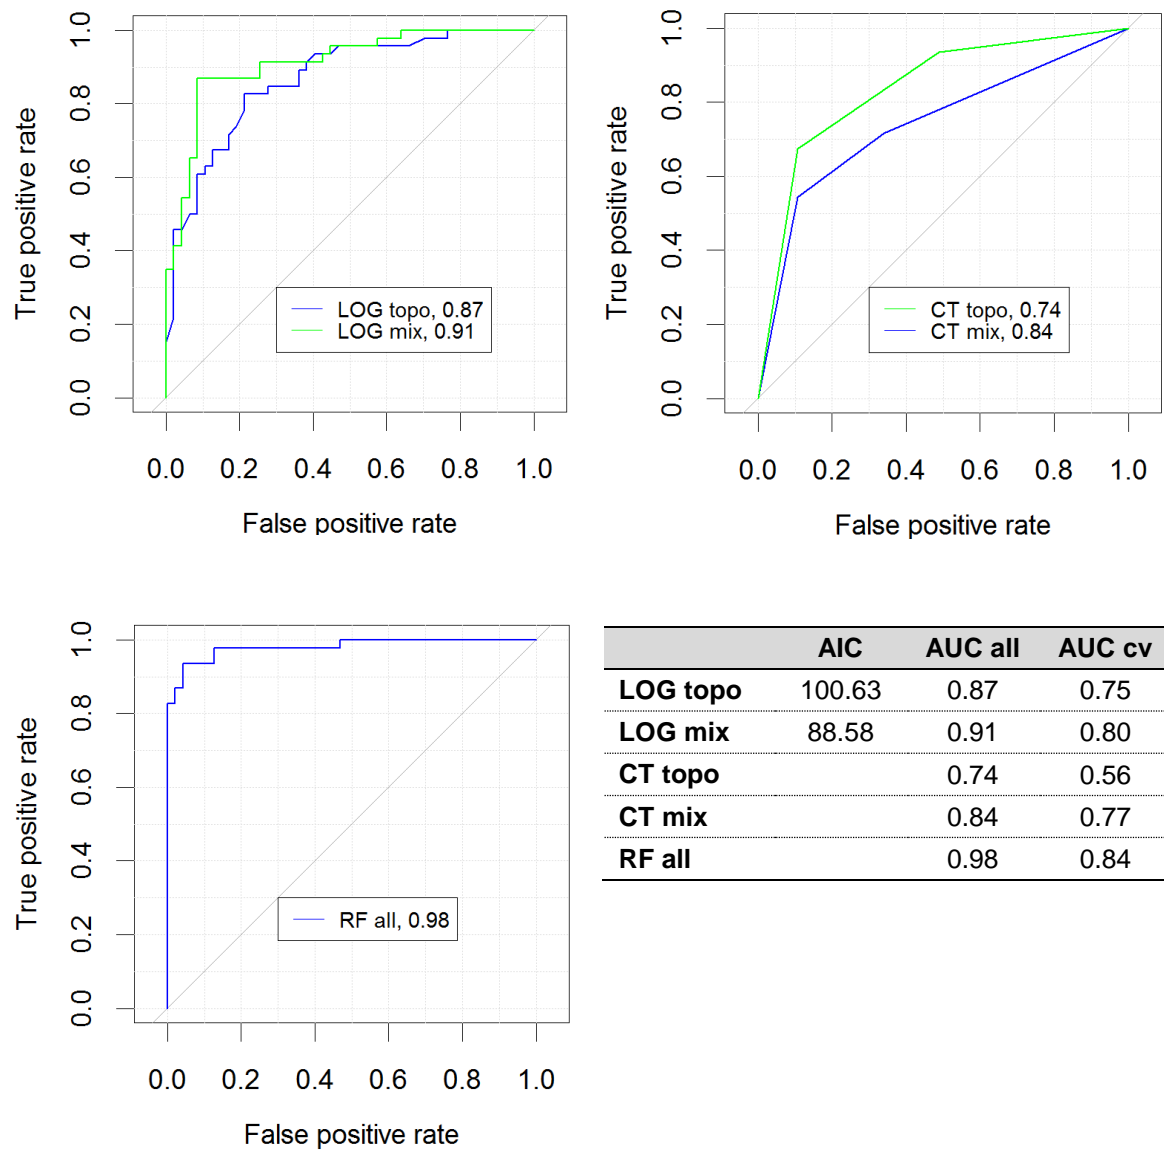 True positive rate
1.0
0.8
0.6
0.4
0.2
0.0
LOG topo, 0.87
LOG mix, 0.91
0.0 0.2 0.4 0.6 0.8 1.0
False positive rate
True positive rate
1.0
0.8
0.6
0.4
0.2
0.0
CT topo, 0.74
CT mix, 0.84
0.0 0.2 0.4 0.6 0.8 1.0
False positive rate
True positive rate
1.0
0.8
0.6
0.4
0.2
0.0
RF all, 0.98
0.0 0.2 0.4 0.6 0.8 1.0
False positive rate
AIC AUC all AUC cv
LOG topo 100.63 0.87 0.75
LOG mix 88.58 0.91 0.80
CT topo 0.74 0.56
CT mix 0.84 0.77
RF all 0.98 0.84